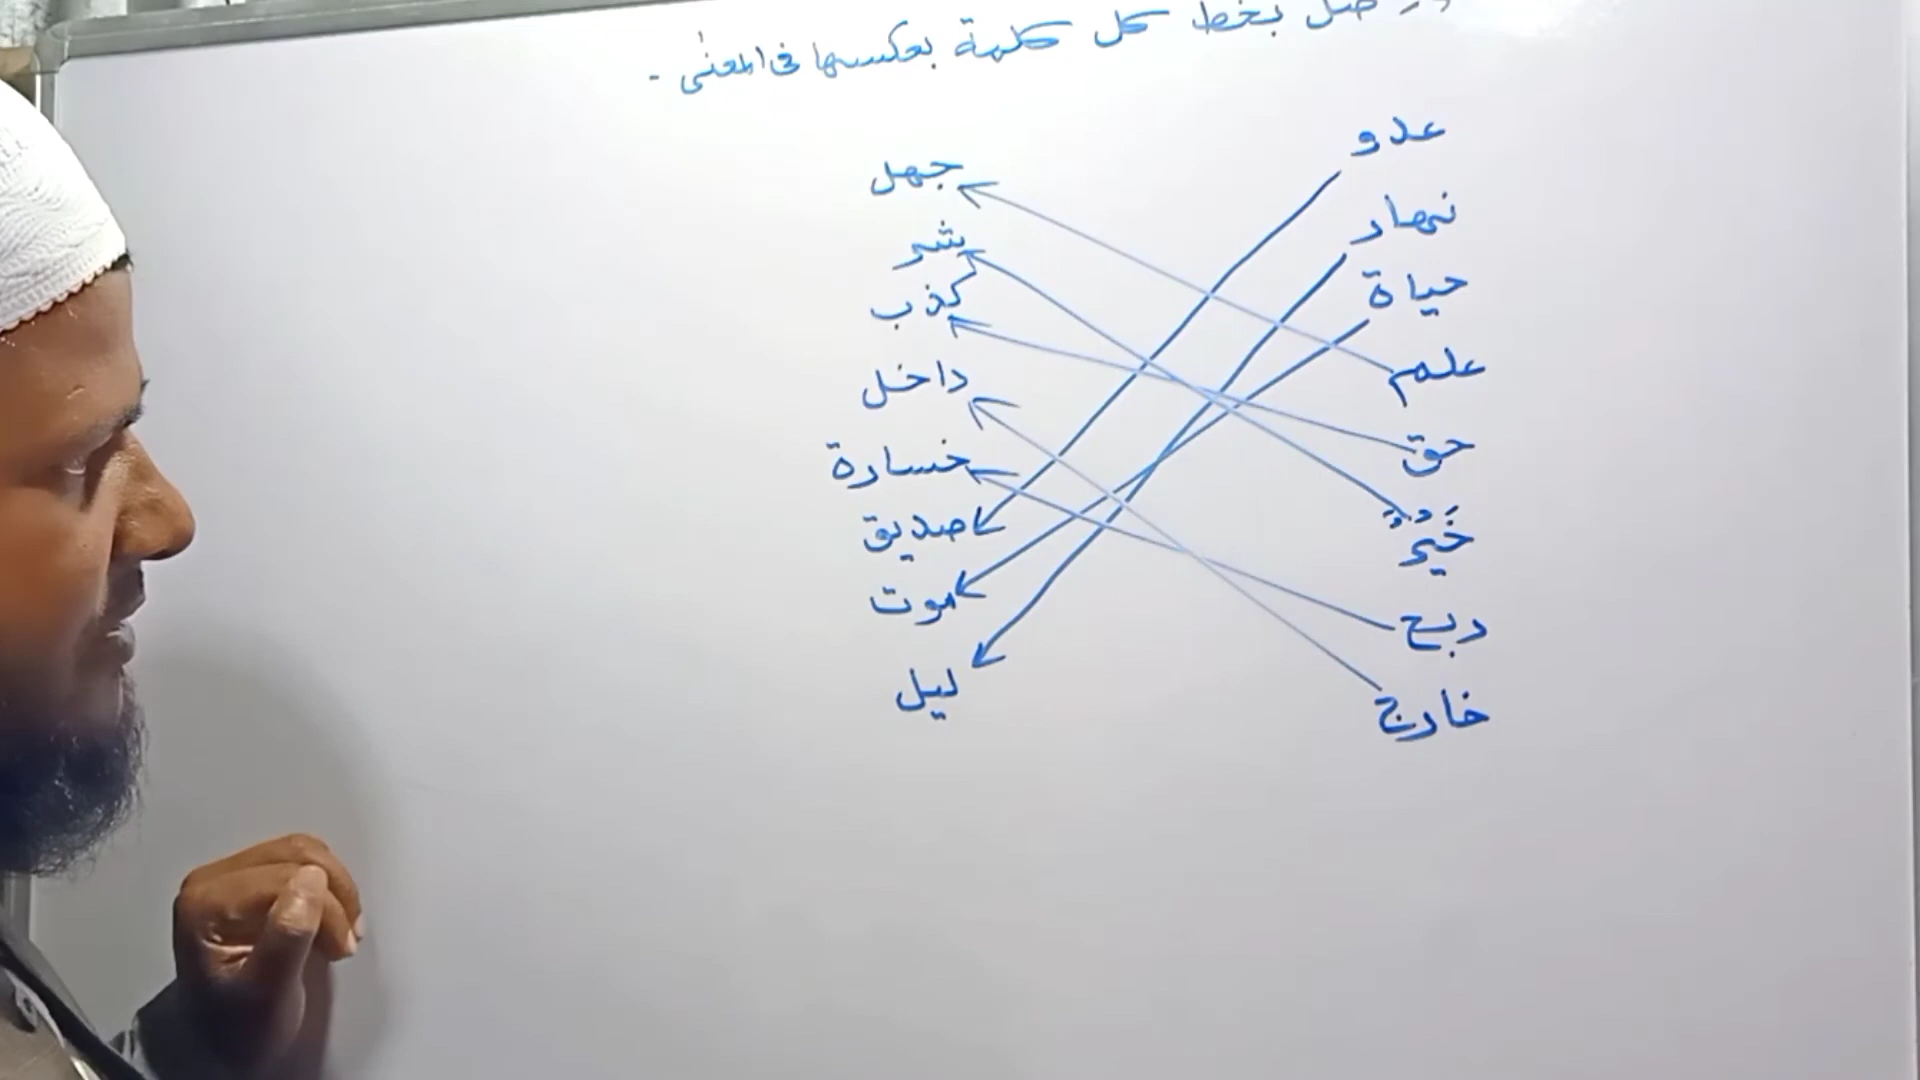 صل بخط كل كلمة بعكسها في المعنى .
عدو
نهار
حياة
علم
حق
خَيْرٌ
ربح
خارج
جهل
شر
كذب
داخل
خسارة
صديق
موت
ليل